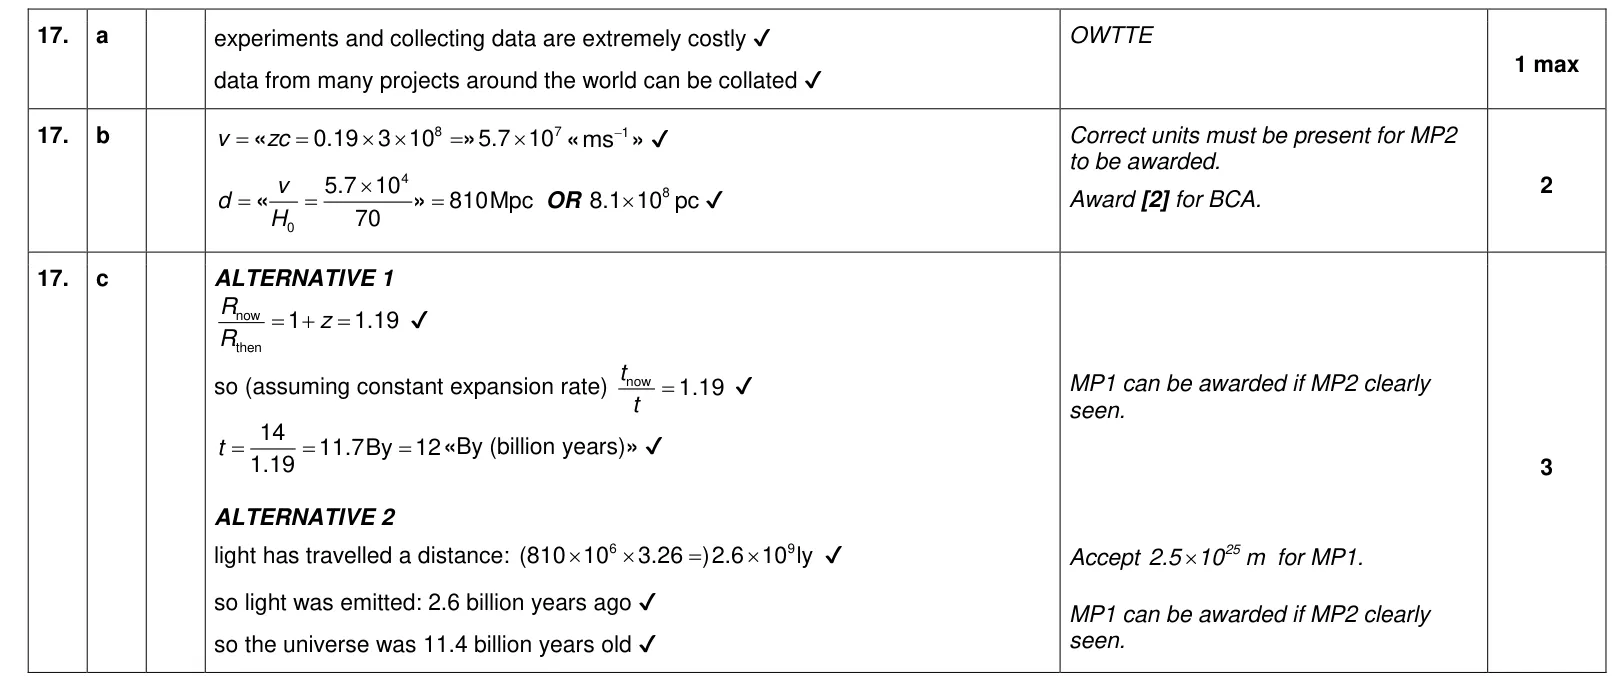 17. a experiments and collecting data are extremely costly ✓ OWTTE
data from many projects around the world can be collated ✓ 1 max
17. b v = «zc = 0.19 × 3 × 10⁸ =» 5.7 × 10⁷ «ms⁻¹» ✓ Correct units must be present for MP2
to be awarded.
d = «v/H₀ = 5.7 × 10⁴/70» = 810 Mpc OR 8.1 × 10⁸ pc ✓ Award [2] for BCA. 2
17. c ALTERNATIVE 1
R_now/R_then = 1 + z = 1.19 ✓
so (assuming constant expansion rate) t_now/t = 1.19 ✓ MP1 can be awarded if MP2 clearly
seen.
t = 14/1.19 = 11.7 By = 12 «By (billion years)» ✓
3
ALTERNATIVE 2
light has travelled a distance: (810 × 10⁶ × 3.26 =) 2.6 × 10⁹ ly ✓ Accept 2.5 × 10²⁵ m for MP1.
so light was emitted: 2.6 billion years ago ✓ MP1 can be awarded if MP2 clearly
seen.
so the universe was 11.4 billion years old ✓